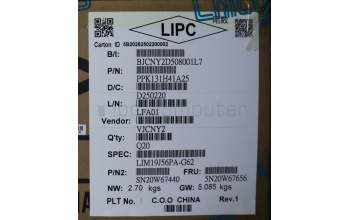 LIPC
Carton ID
B/I:
BJCNY2D508001L7
P/N:
PPK131H41A25
D/C:
D250220
L/N:
LFA01
Vendor:
VJCNY2
Q'ty:
Q20
SPEC:
LJM19J56PA-G62
P/N2: FRU:
SN20W67440 5N20W67656
NW: 2.70 kgs GW: 5.085 kgs
PLT No. C.O.O CHINA Rev.1